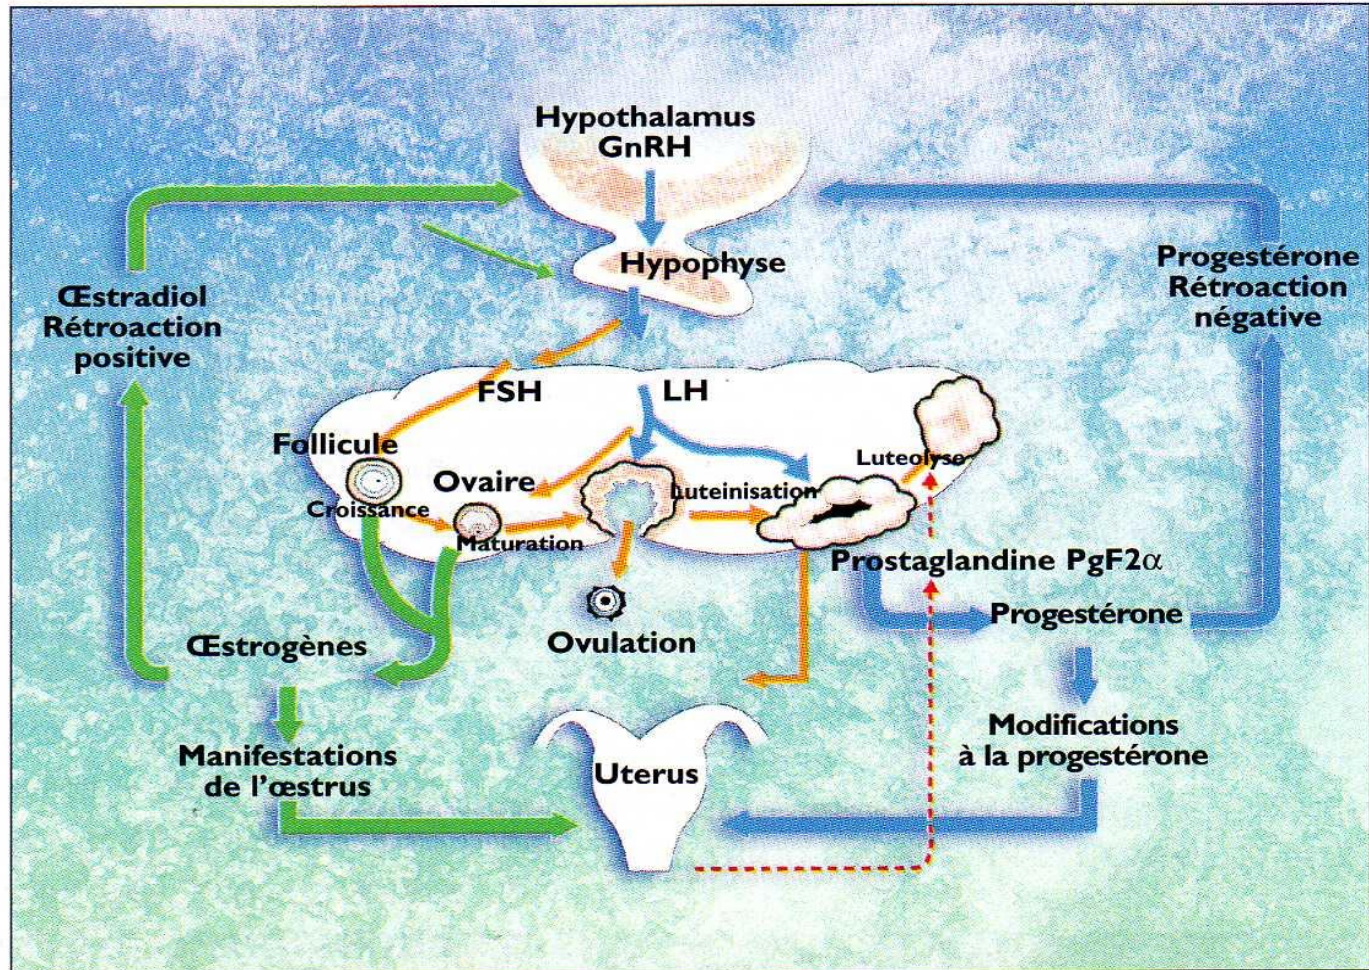 Hypothalamus
GnRH
Hypophyse
Œstradiol
Rétroaction
positive
Progestérone
Rétroaction
négative
FSH
LH
Follicule
Luteolyse
Ovaire
Luteinisation
Croissance
Maturation
Prostaglandine PgF2α
Progestérone
Œstrogènes
Ovulation
Manifestations
de l'œstrus
Uterus
Modifications
à la progestérone